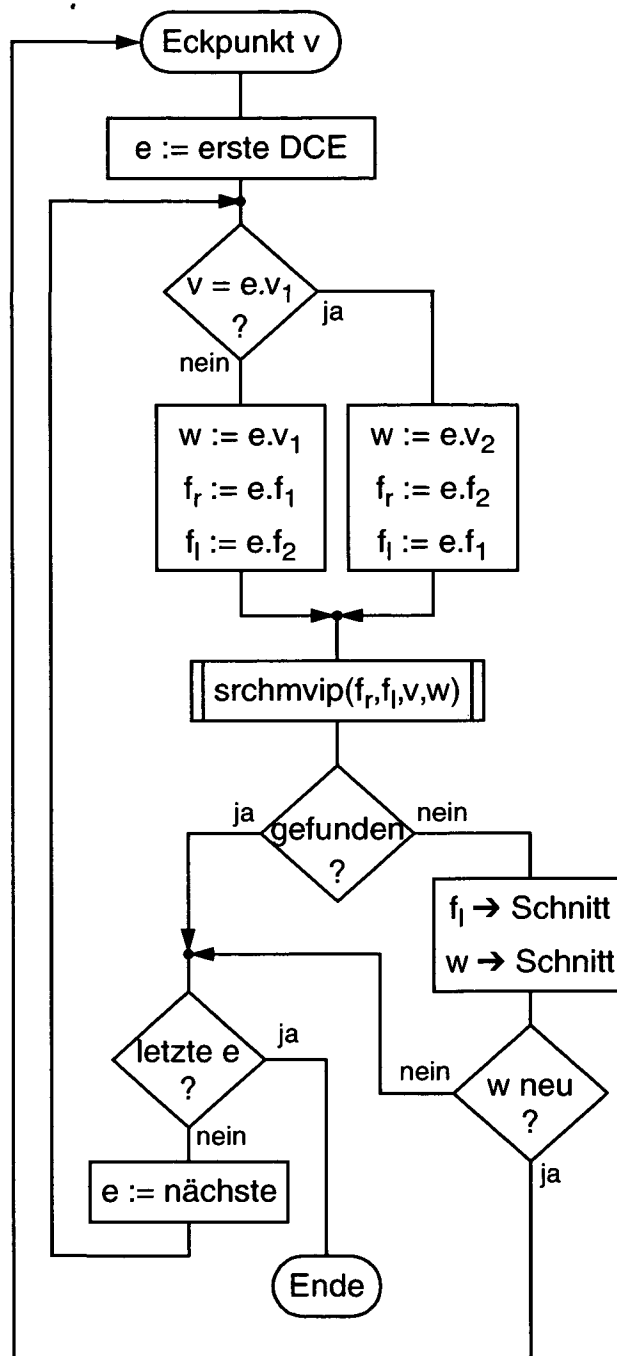 Eckpunkt v
e := erste DCE
v = e.v₁
?
ja
nein
w := e.v₁
fᵣ := e.f₁
fₗ := e.f₂
w := e.v₂
fᵣ := e.f₂
fₗ := e.f₁
srchmvip(fᵣ,fₗ,v,w)
ja
gefunden
?
nein
fₗ → Schnitt
w → Schnitt
letzte e
?
ja
nein
w neu
?
nein
ja
e := nächste
Ende